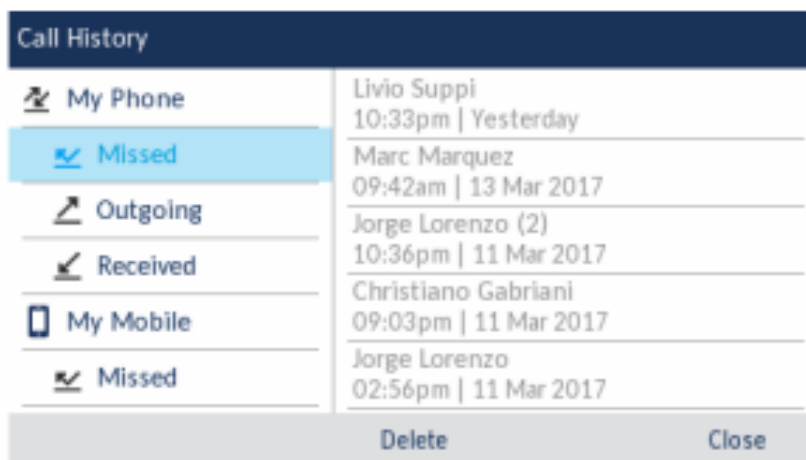 Call History
My Phone
Missed
Outgoing
Received
My Mobile
Missed
Livio Suppi
10:33pm | Yesterday
Marc Marquez
09:42am | 13 Mar 2017
Jorge Lorenzo (2)
10:36pm | 11 Mar 2017
Christiano Gabriani
09:03pm | 11 Mar 2017
Jorge Lorenzo
02:56pm | 11 Mar 2017
Delete
Close